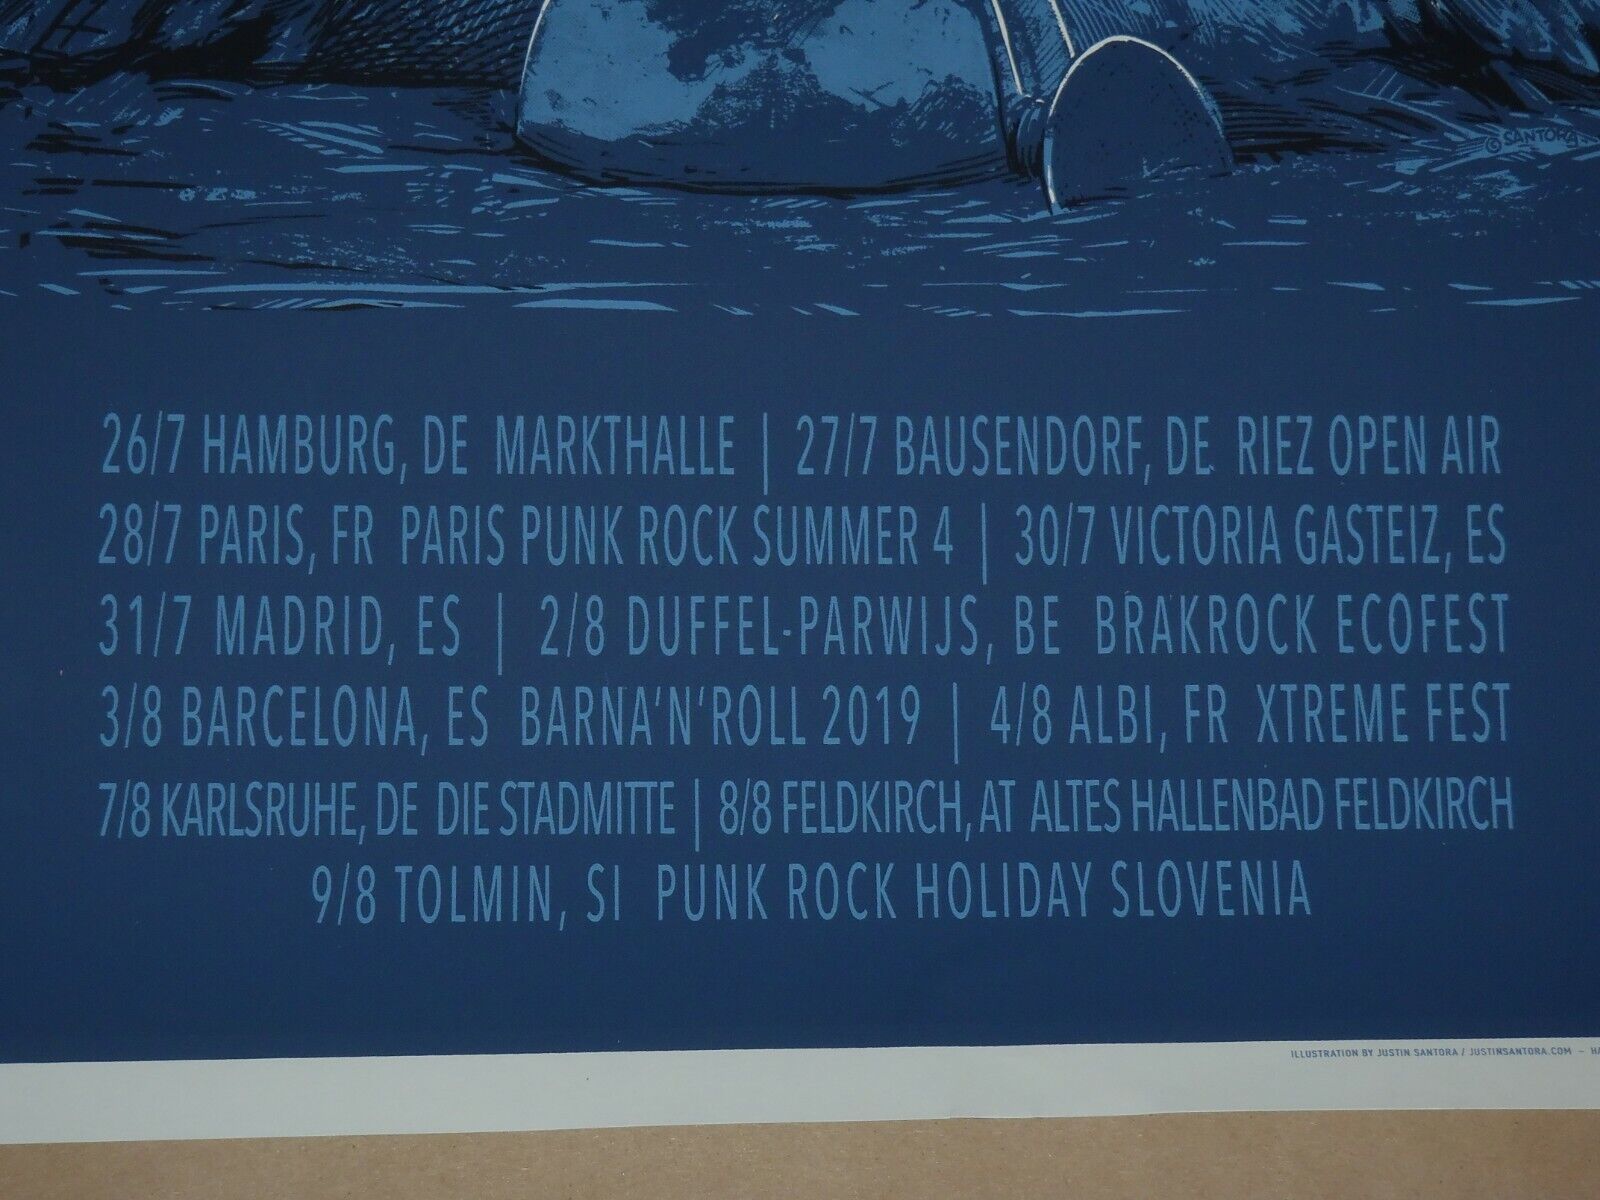 © SANTORA
26/7 HAMBURG, DE MARKTHALLE | 27/7 BAUSENDORF, DE RIEZ OPEN AIR
28/7 PARIS, FR PARIS PUNK ROCK SUMMER 4 | 30/7 VICTORIA GASTEIZ, ES
31/7 MADRID, ES | 2/8 DUFFEL-PARWIJS, BE BRAKROCK ECOFEST
3/8 BARCELONA, ES BARNA'N'ROLL 2019 | 4/8 ALBI, FR XTREME FEST
7/8 KARLSRUHE, DE DIE STADMITTE | 8/8 FELDKIRCH, AT ALTES HALLENBAD FELDKIRCH
9/8 TOLMIN, SI PUNK ROCK HOLIDAY SLOVENIA
ILLUSTRATION BY JUSTIN SANTORA / JUSTINSANTORA.COM –